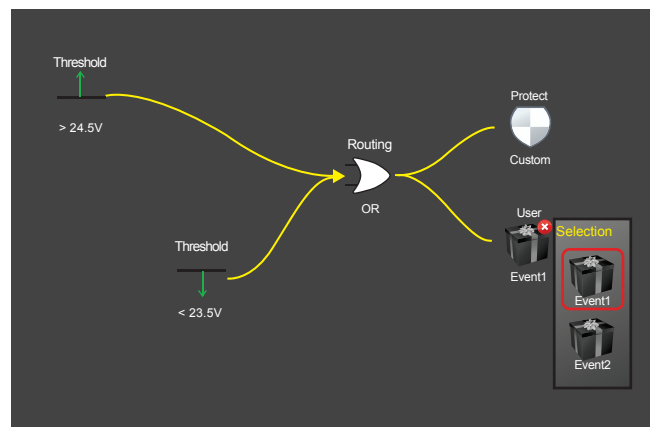 Threshold
> 24.5V
Threshold
< 23.5V
Routing
OR
Protect
Custom
User
Event1
Selection
Event1
Event2